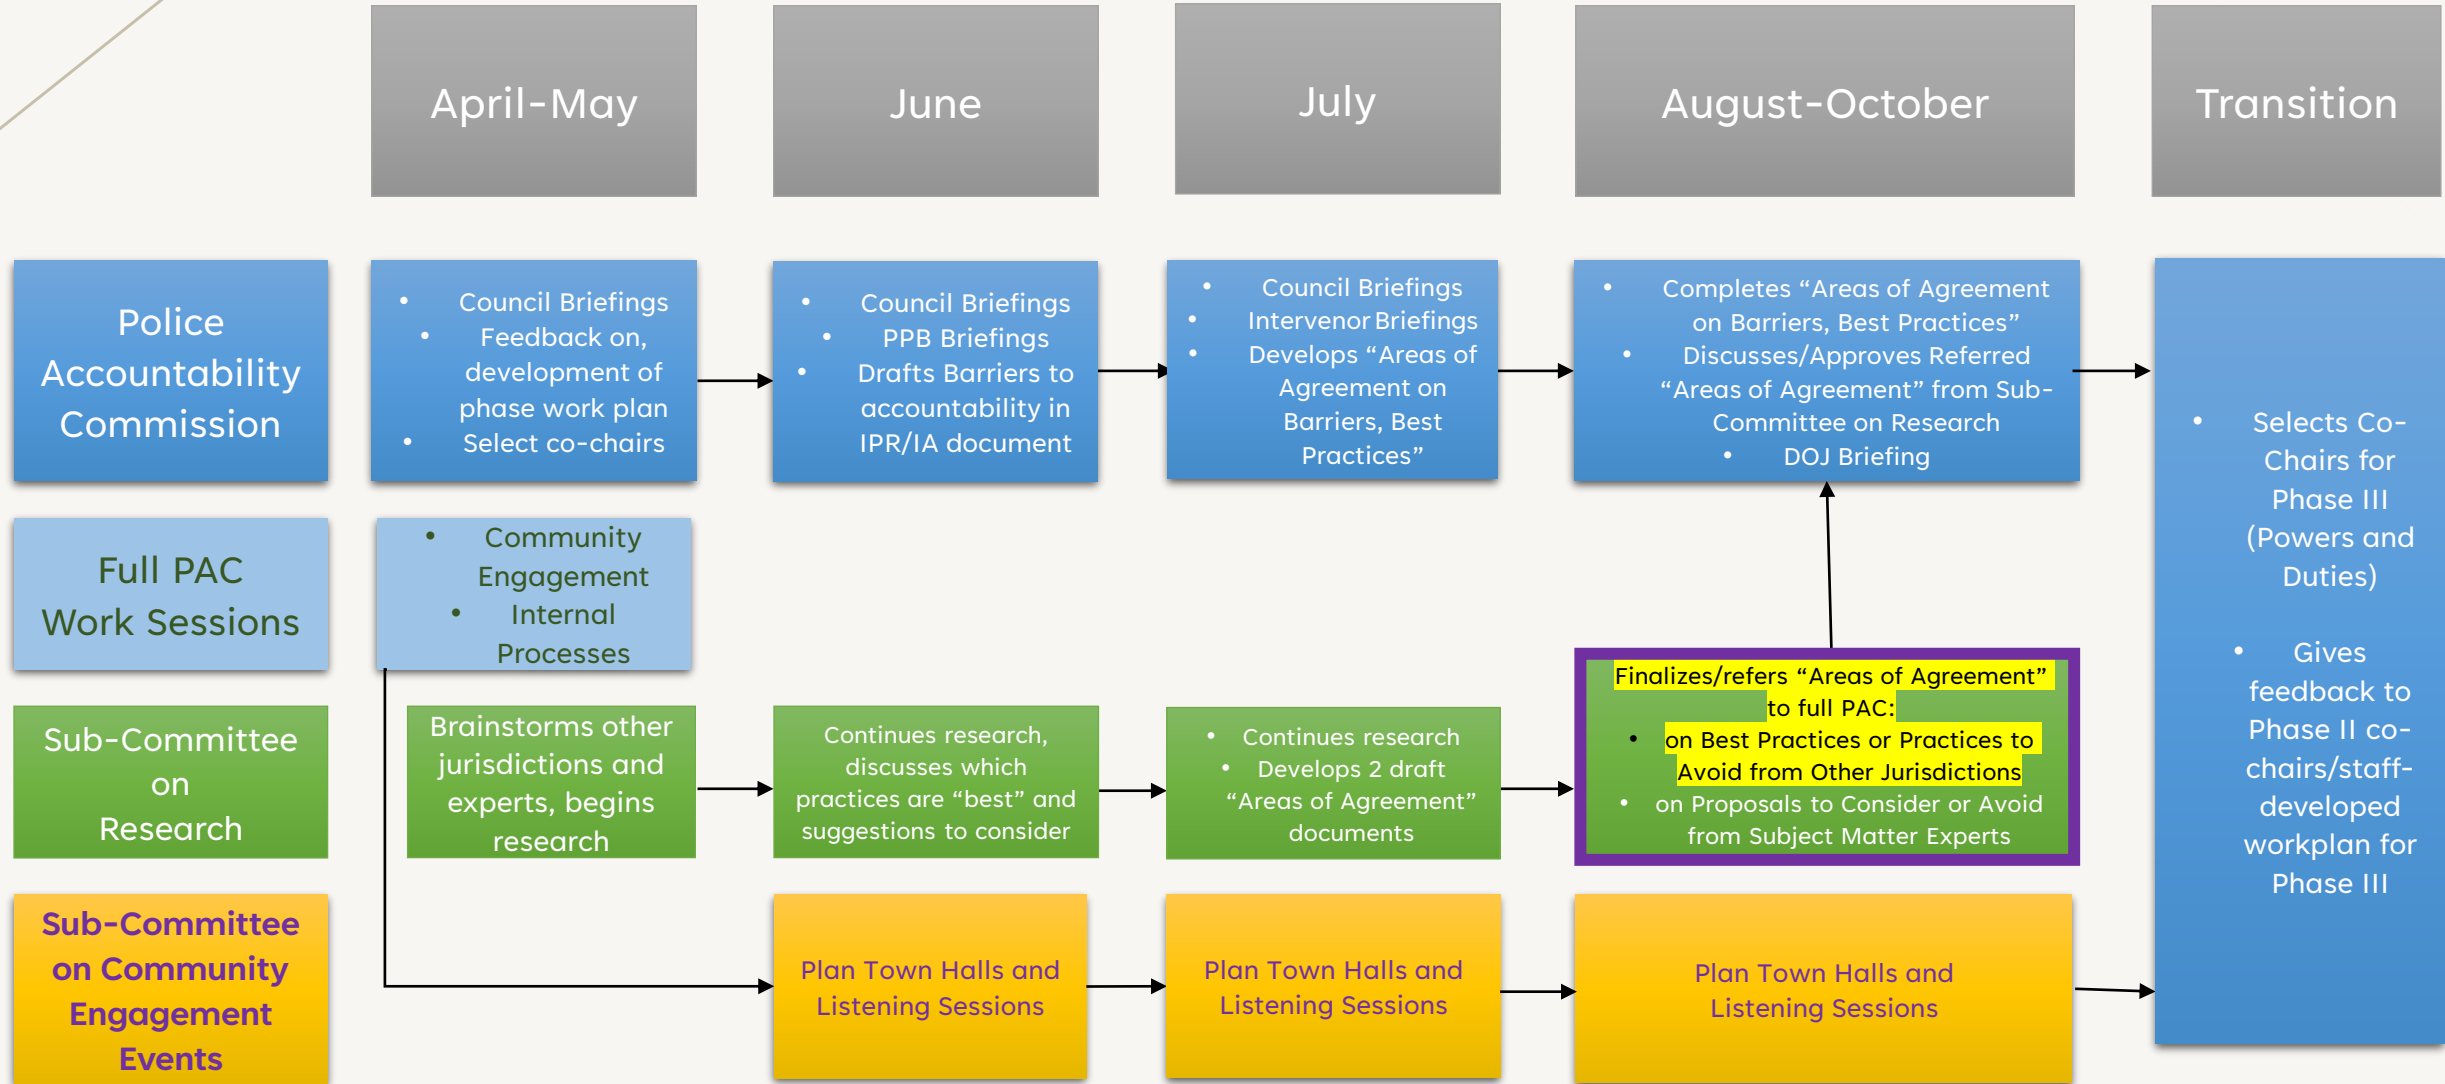 April-May
June
July
August-October
Transition
Police
Accountability
Commission
• Council Briefings
• Feedback on,
development of
phase work plan
• Select co-chairs
• Council Briefings
• PPB Briefings
• Drafts Barriers to
accountability in
IPR/IA document
• Council Briefings
• Intervenor Briefings
• Develops “Areas of
Agreement on
Barriers, Best
Practices”
• Completes “Areas of Agreement
on Barriers, Best Practices”
• Discusses/Approves Referred
“Areas of Agreement” from Sub-
Committee on Research
• DOJ Briefing
• Selects Co-
Chairs for
Phase III
(Powers and
Duties)
• Gives
feedback to
Phase II co-
chairs/staff-
developed
workplan for
Phase III
Full PAC
Work Sessions
• Community
Engagement
• Internal
Processes
Sub-Committee
on
Research
Brainstorms other
jurisdictions and
experts, begins
research
Continues research,
discusses which
practices are “best” and
suggestions to consider
• Continues research
• Develops 2 draft
“Areas of Agreement”
documents
Finalizes/refers “Areas of Agreement”
to full PAC:
• on Best Practices or Practices to
Avoid from Other Jurisdictions
• on Proposals to Consider or Avoid
from Subject Matter Experts
Sub-Committee
on Community
Engagement
Events
Plan Town Halls and
Listening Sessions
Plan Town Halls and
Listening Sessions
Plan Town Halls and
Listening Sessions